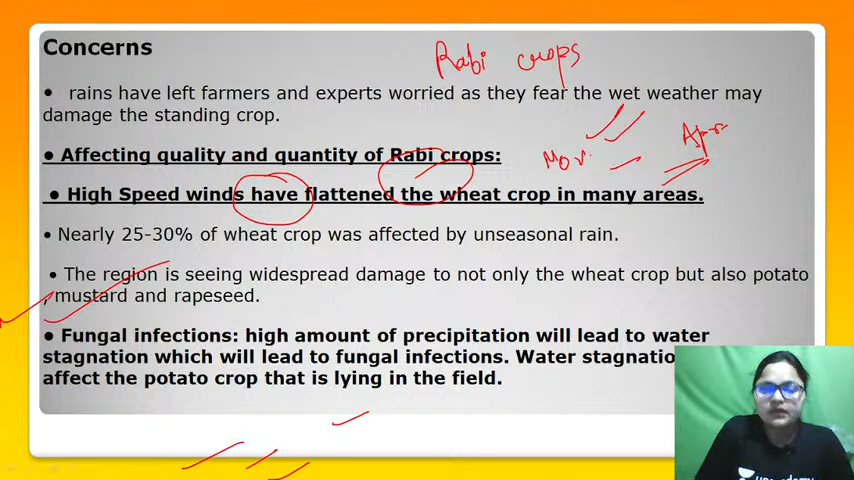 Concerns
Rabi crops
● rains have left farmers and experts worried as they fear the wet weather may
damage the standing crop.
Nov. Apr
● Affecting quality and quantity of Rabi crops:
● High Speed winds have flattened the wheat crop in many areas.
• Nearly 25-30% of wheat crop was affected by unseasonal rain.
• The region is seeing widespread damage to not only the wheat crop but also potato
, mustard and rapeseed.
● Fungal infections: high amount of precipitation will lead to water
stagnation which will lead to fungal infections. Water
affect the potato crop that is lying in the field.